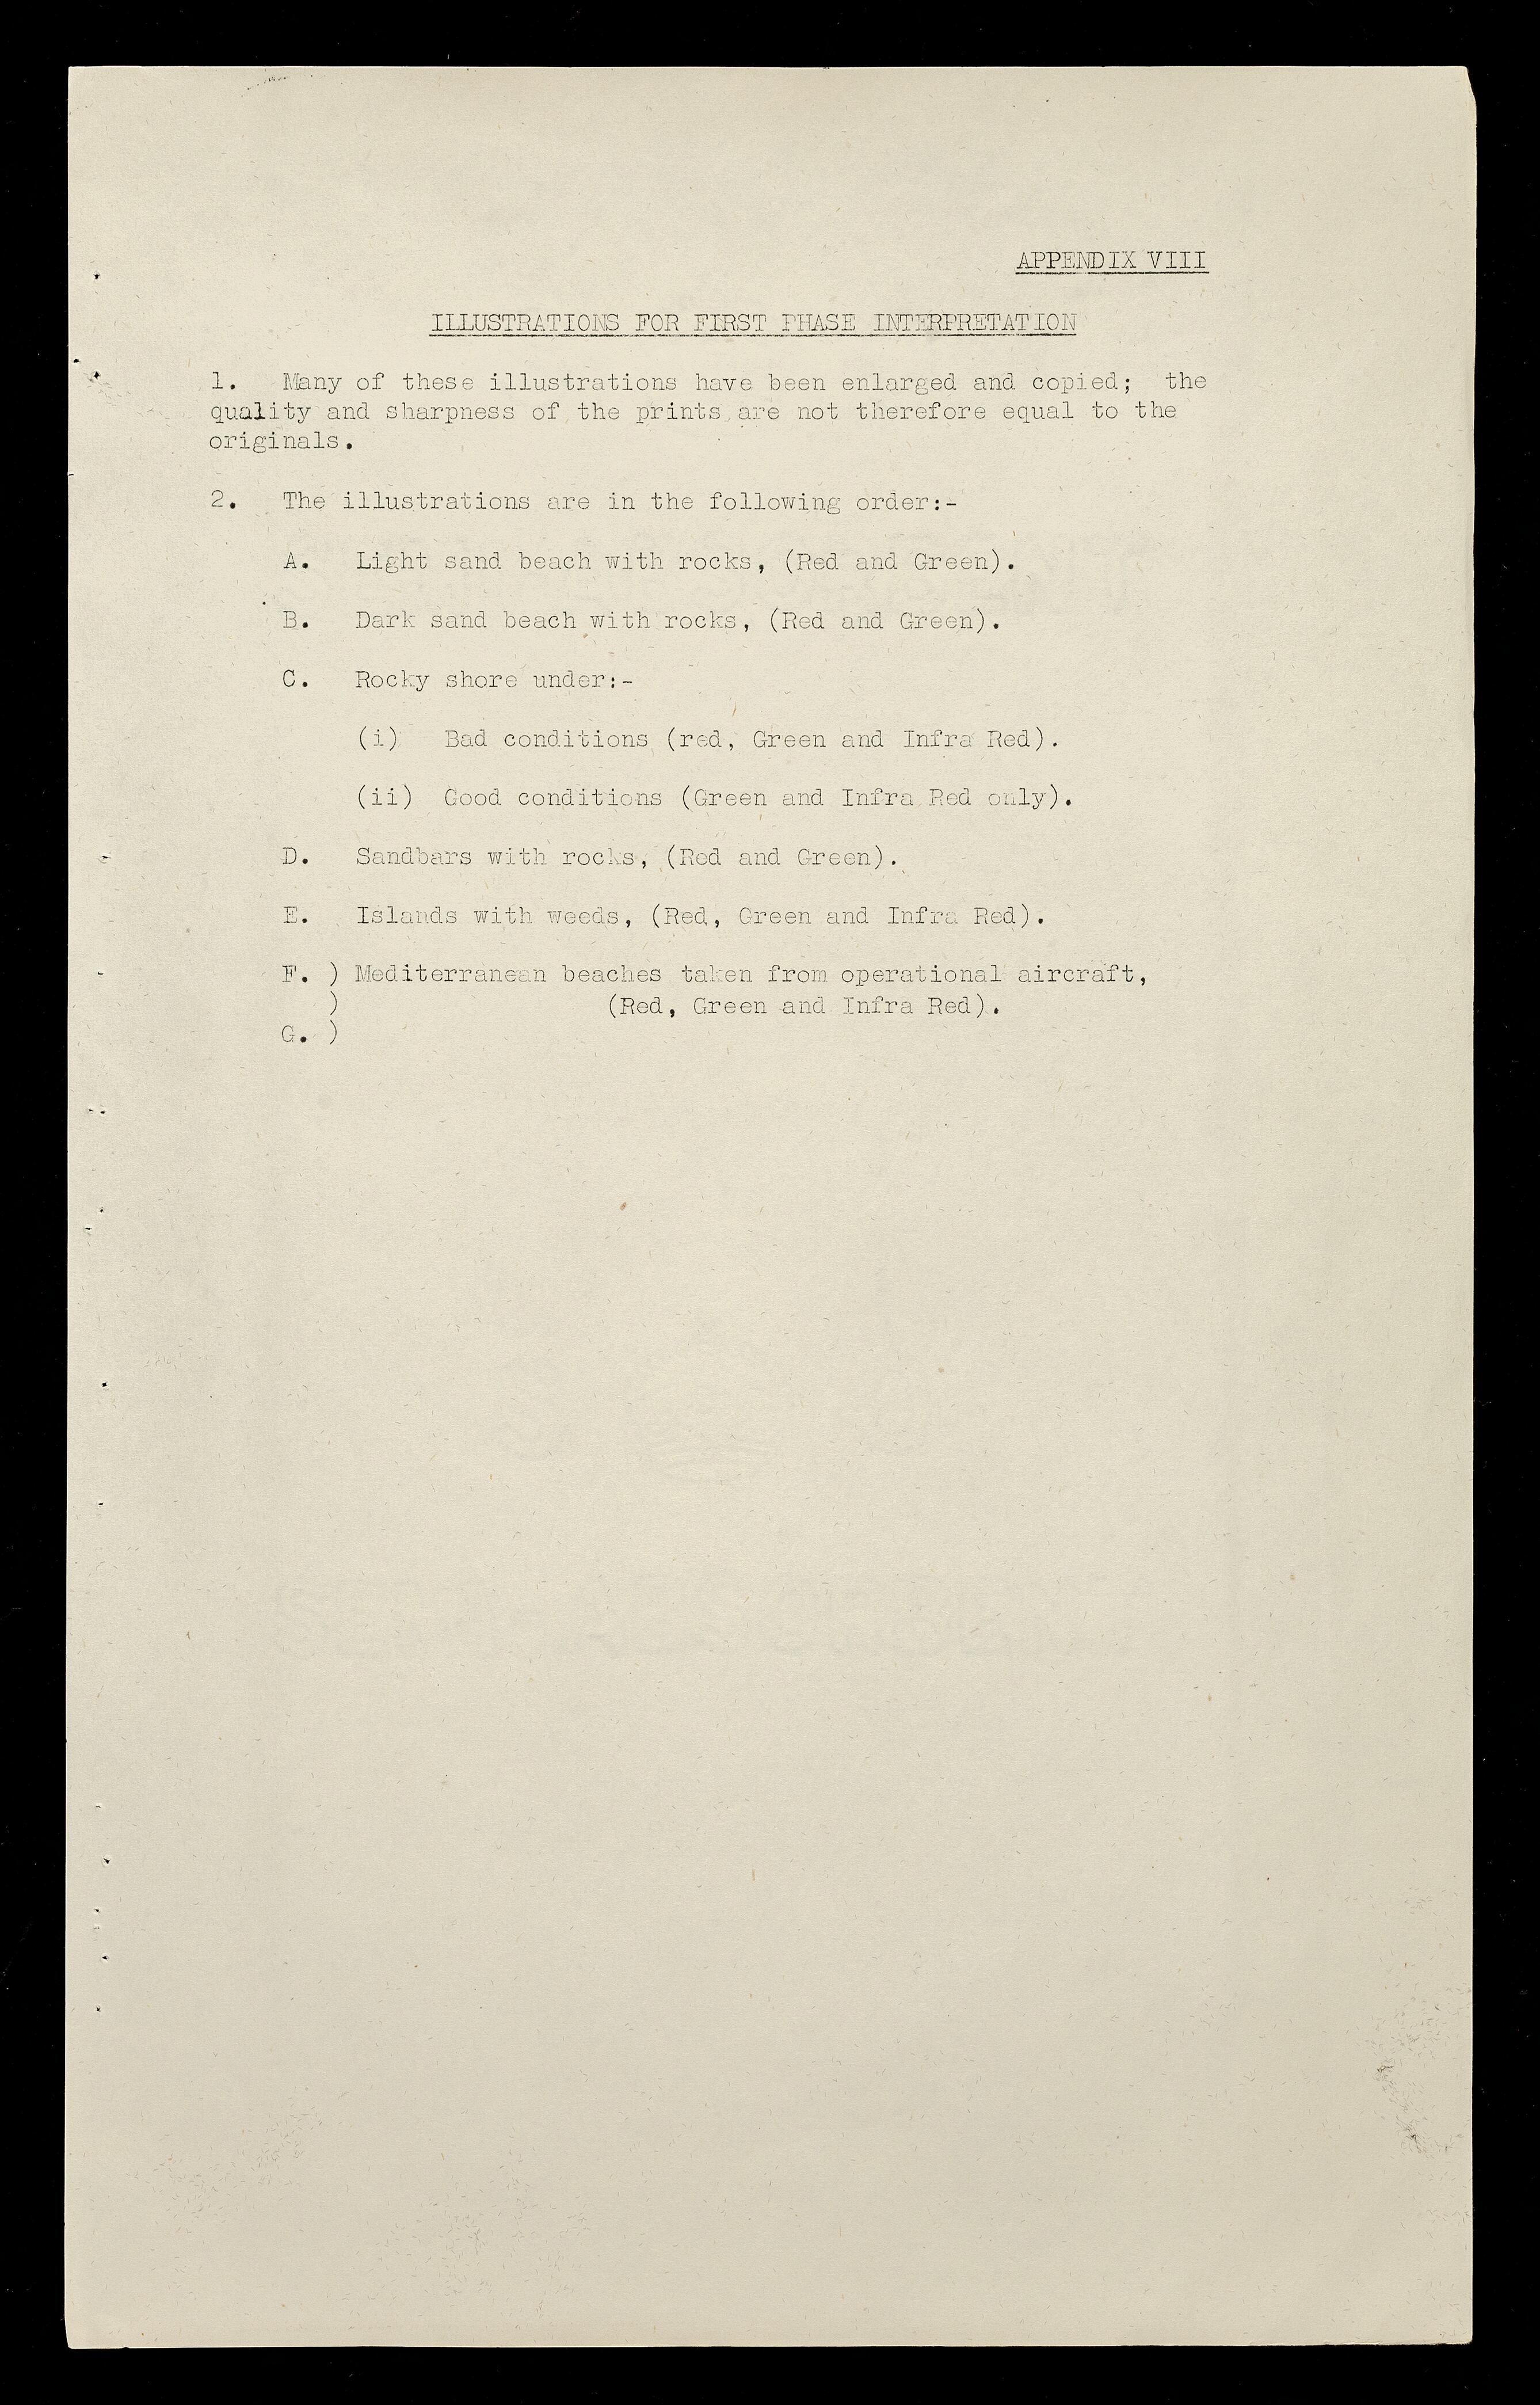 APPENDIX VIII
ILLUSTRATIONS FOR FIRST PHASE INTERPRETATION
1. Many of these illustrations have been enlarged and copied; the
quality and sharpness of the prints are not therefore equal to the
originals.
2. The illustrations are in the following order:-
A. Light sand beach with rocks, (Red and Green).
B. Dark sand beach with rocks, (Red and Green).
C. Rocky shore under:-
(i) Bad conditions (red, Green and Infra Red).
(ii) Good conditions (Green and Infra Red only).
D. Sandbars with rocks, (Red and Green).
E. Islands with weeds, (Red, Green and Infra Red).
F. ) Mediterranean beaches taken from operational aircraft,
) (Red, Green and Infra Red).
G. )